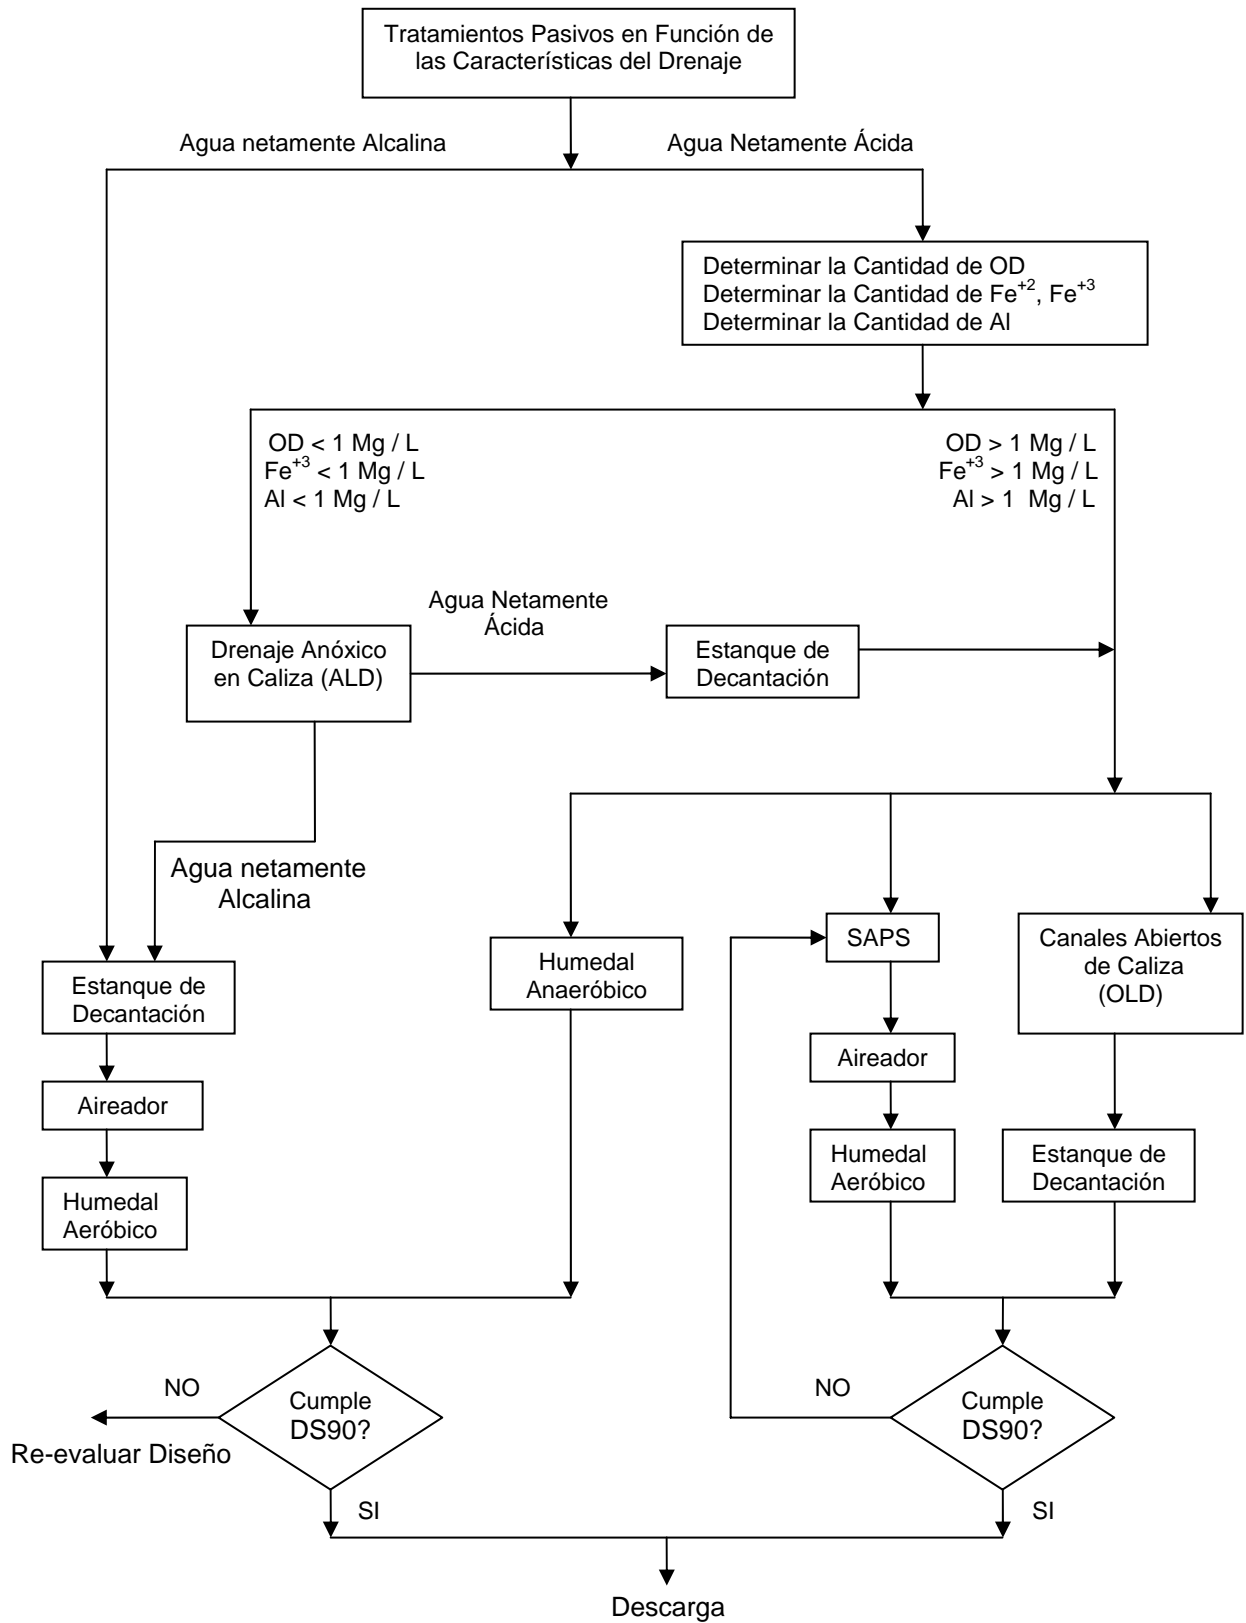 Tratamientos Pasivos en Función de
las Características del Drenaje
Agua netamente Alcalina
Agua Netamente Ácida
Determinar la Cantidad de OD
Determinar la Cantidad de Fe+2, Fe+3
Determinar la Cantidad de Al
OD < 1 Mg / L
Fe+3 < 1 Mg / L
Al < 1 Mg / L
OD > 1 Mg / L
Fe+3 > 1 Mg / L
Al > 1 Mg / L
Drenaje Anóxico
en Caliza (ALD)
Agua Netamente
Ácida
Estanque de
Decantación
Agua netamente
Alcalina
Estanque de
Decantación
Aireador
Humedal
Aeróbico
Humedal
Anaeróbico
SAPS
Aireador
Humedal
Aeróbico
Canales Abiertos
de Caliza
(OLD)
Estanque de
Decantación
NO
Cumple
DS90?
Re-evaluar Diseño
SI
NO
Cumple
DS90?
SI
Descarga